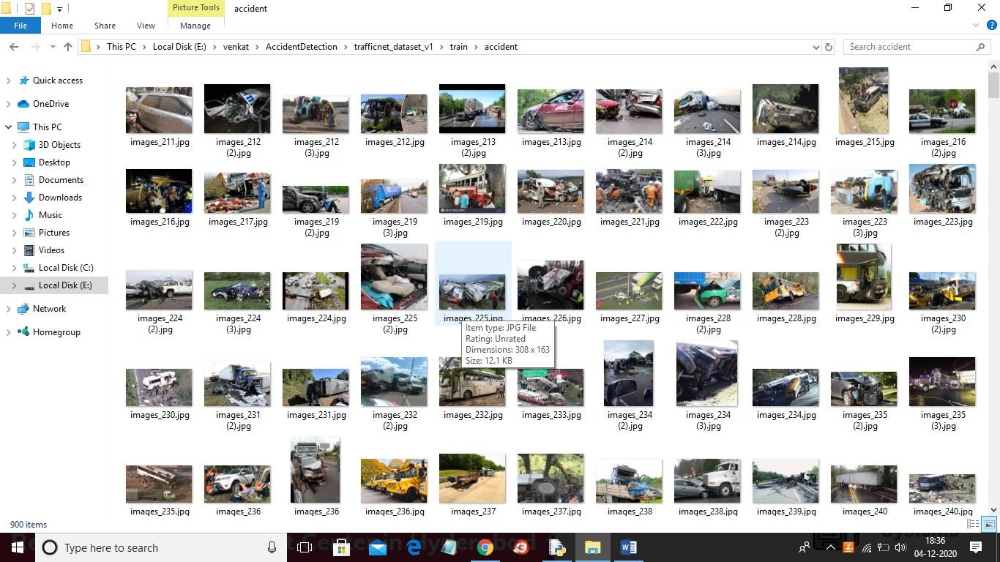 Picture Tools
accident
File
Home
Share
View
Manage
This PC
Local Disk (E:)
venkat
AccidentDetection
trafficnet_dataset_v1
train
accident
Search accident
Quick access
OneDrive
This PC
3D Objects
Desktop
Documents
Downloads
Music
Pictures
Videos
Local Disk (C:)
Local Disk (E:)
Network
Homegroup
images_211.jpg
images_212
(2).jpg
images_212
(3).jpg
images_212.jpg
images_213
(2).jpg
images_213.jpg
images_214
(2).jpg
images_214
(3).jpg
images_214.jpg
images_215.jpg
images_216
(2).jpg
images_216.jpg
images_217.jpg
images_219
(2).jpg
images_219
(3).jpg
images_219.jpg
images_220.jpg
images_221.jpg
images_222.jpg
images_223
(2).jpg
images_223
(3).jpg
images_223.jpg
images_224
(2).jpg
images_224
(3).jpg
images_224.jpg
images_225
(2).jpg
images_225.jpg
images_226.jpg
images_227.jpg
images_228
(2).jpg
images_228.jpg
images_229.jpg
images_230
(2).jpg
Item type: JPG File
Rating: Unrated
Dimensions: 308 x 163
Size: 12.1 KB
images_230.jpg
images_231
(2).jpg
images_231.jpg
images_232
(2).jpg
images_232.jpg
images_233.jpg
images_234
(2).jpg
images_234
(3).jpg
images_234.jpg
images_235
(2).jpg
images_235
(3).jpg
images_235.jpg
images_236
images_236
images_236.jpg
images_237
images_237.jpg
images_238
images_238.jpg
images_239.jpg
images_240
images_240.jpg
900 items
Type here to search
18:36
04-12-2020